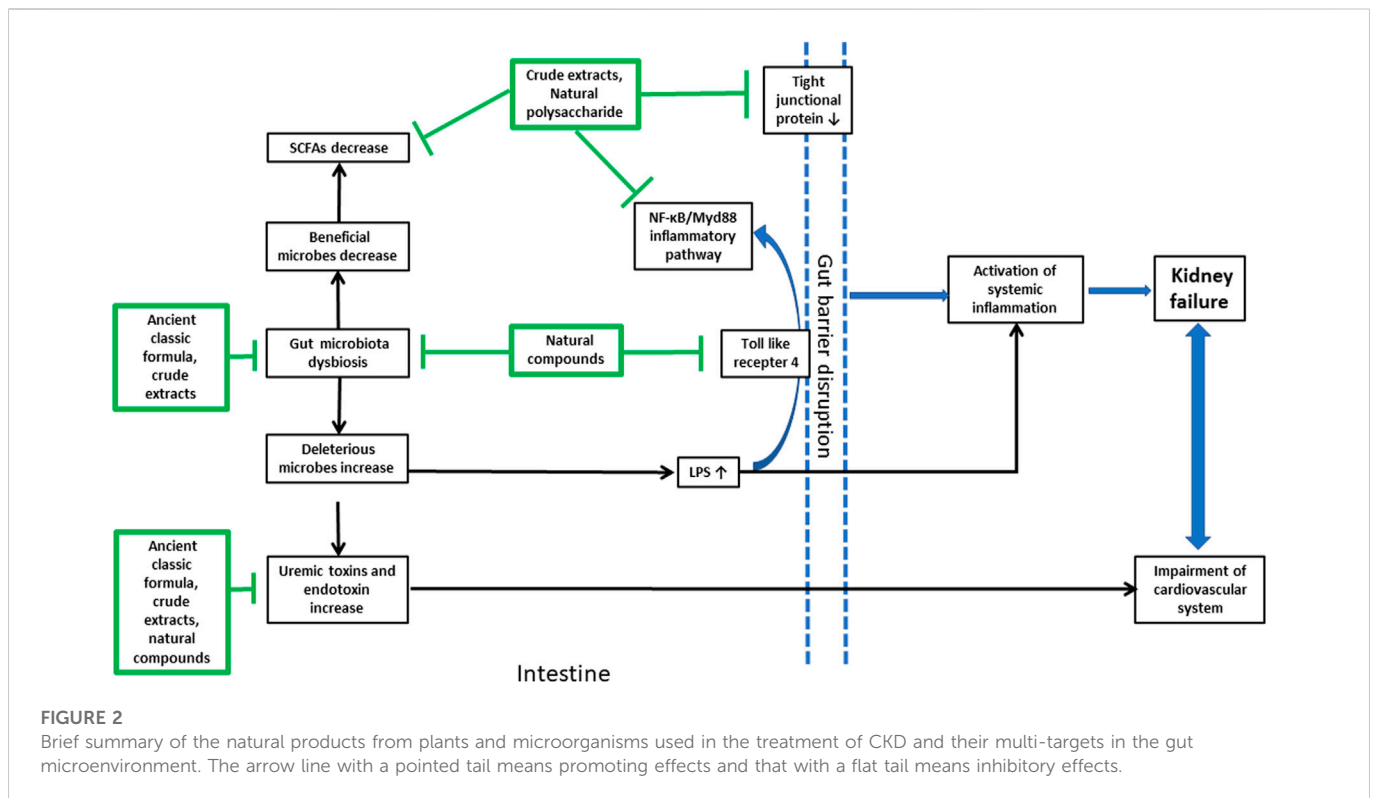 Crude extracts,
Natural
polysaccharide
Tight
junctional
protein ↓
SCFAs decrease
NF-κB/Myd88
inflammatory
pathway
Beneficial
microbes decrease
Gut barrier disruption
Activation of
systemic
inflammation
Kidney
failure
Ancient
classic
formula,
crude
extracts
Gut microbiota
dysbiosis
Natural
compounds
Toll like
recepter 4
Deleterious
microbes increase
LPS ↑
Ancient
classic
formula,
crude
extracts,
natural
compounds
Uremic toxins and
endotoxin
increase
Impairment of
cardiovascular
system
Intestine
FIGURE 2
Brief summary of the natural products from plants and microorganisms used in the treatment of CKD and their multi-targets in the gut
microenvironment. The arrow line with a pointed tail means promoting effects and that with a flat tail means inhibitory effects.